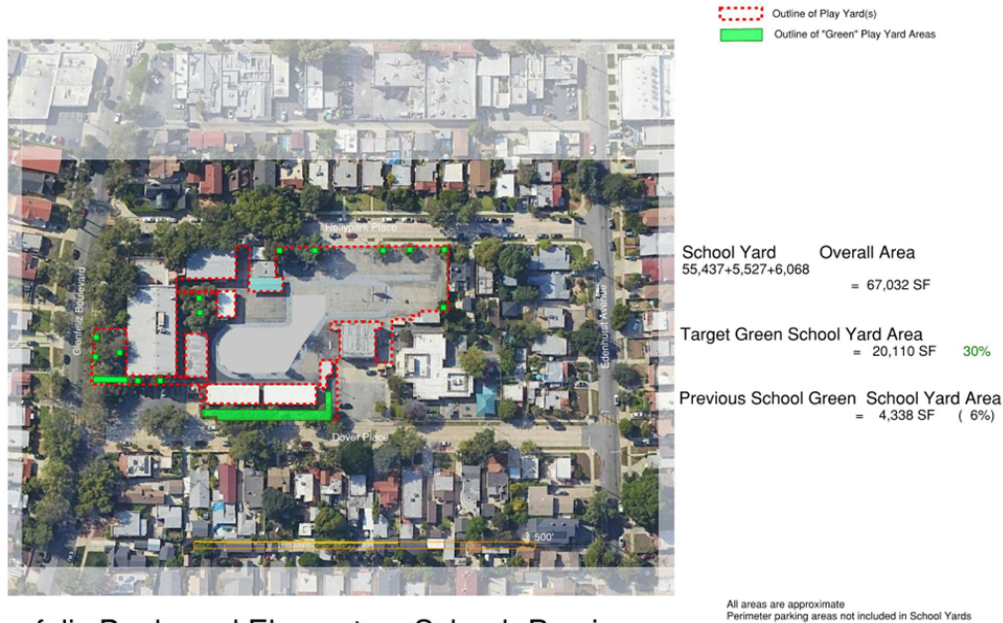 Outline of Play Yard(s)
Outline of "Green" Play Yard Areas
Hollypark Place
Glenfeliz Boulevard
Edenhurst Avenue
Dover Place
500'
School Yard Overall Area
55,437+5,527+6,068
= 67,032 SF
Target Green School Yard Area
= 20,110 SF 30%
Previous School Green School Yard Area
= 4,338 SF ( 6%)
All areas are approximate
Perimeter parking areas not included in School Yards